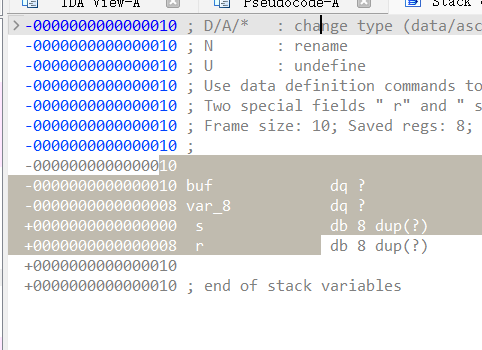 IDA View-A Pseudocode-A Stack
-0000000000000010 ; D/A/* : change type (data/asc
-0000000000000010 ; N : rename
-0000000000000010 ; U : undefine
-0000000000000010 ; Use data definition commands to
-0000000000000010 ; Two special fields " r" and " s
-0000000000000010 ; Frame size: 10; Saved regs: 8;
-0000000000000010 ;
-0000000000000010
-0000000000000010 buf dq ?
-0000000000000008 var_8 dq ?
+0000000000000000 s db 8 dup(?)
+0000000000000008 r db 8 dup(?)
+0000000000000010
+0000000000000010 ; end of stack variables